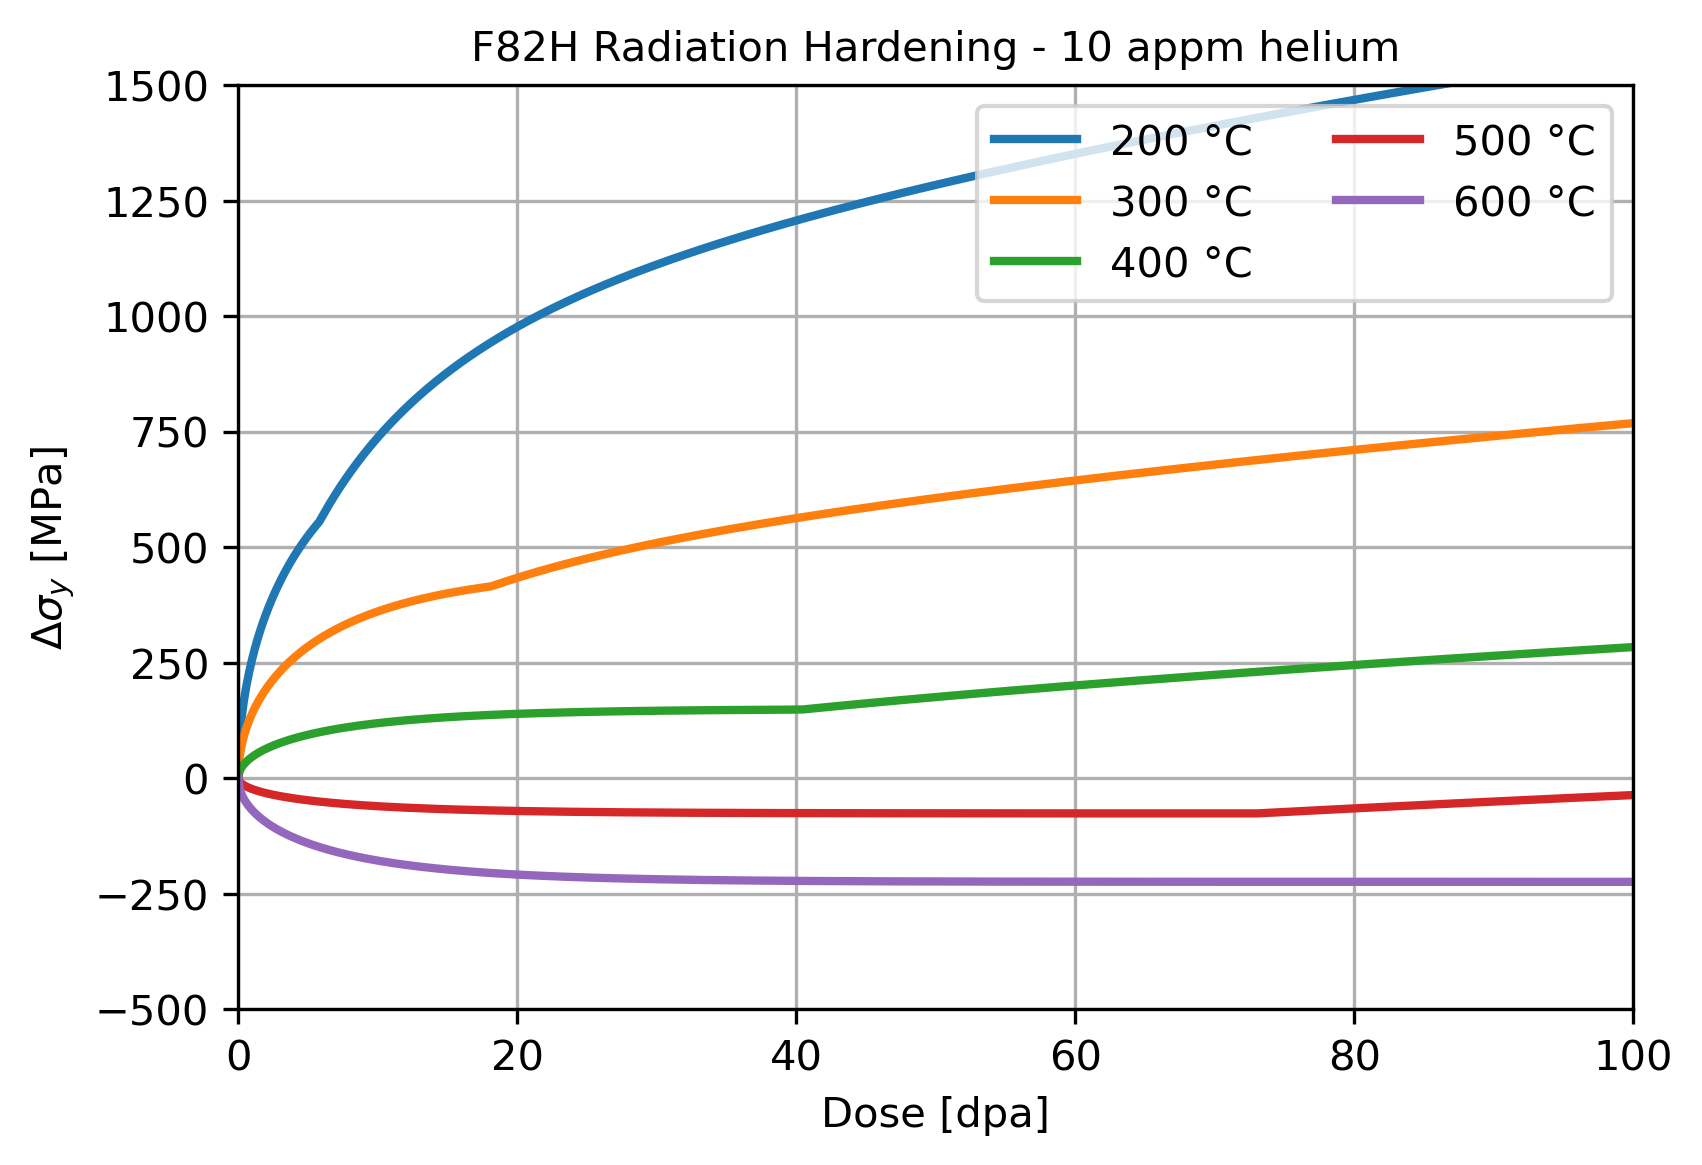 F82H Radiation Hardening - 10 appm helium
1500
1250
1000
750
500
250
0
−250
−500
Δσy [MPa]
200 °C
300 °C
400 °C
500 °C
600 °C
0 20 40 60 80 100
Dose [dpa]